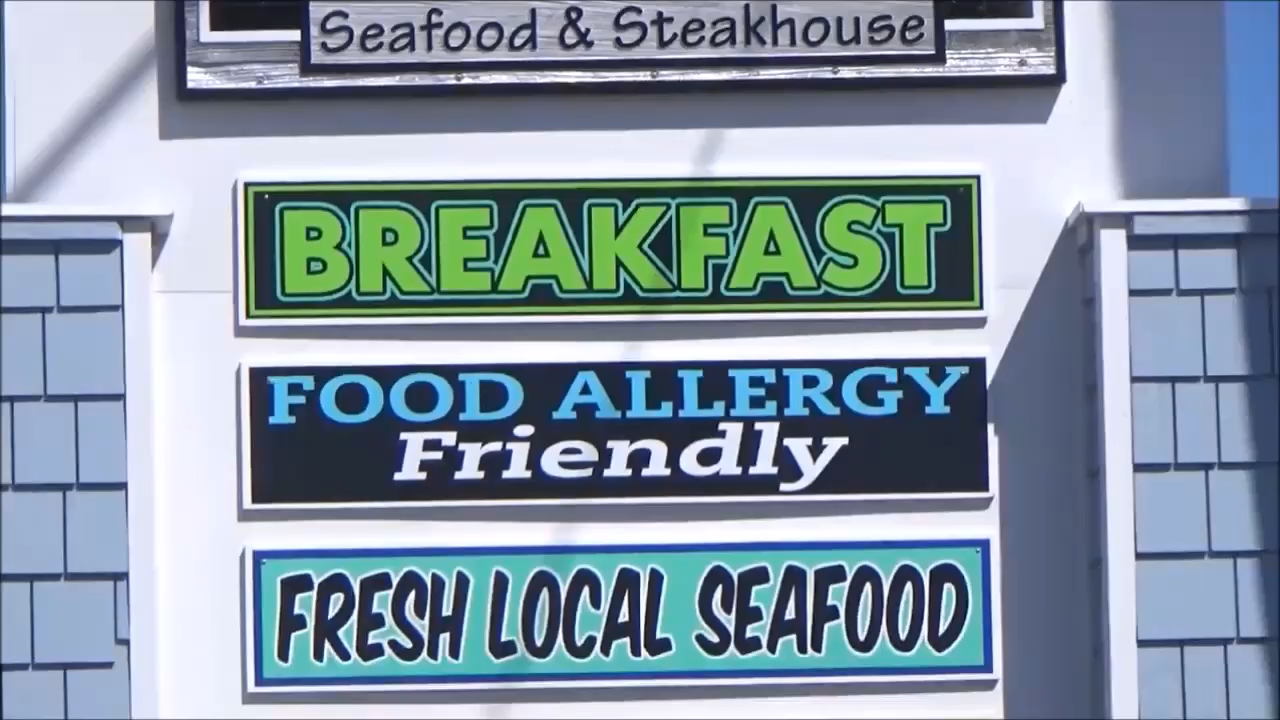 Seafood & Steakhouse
BREAKFAST
FOOD ALLERGY
Friendly
FRESH LOCAL SEAFOOD